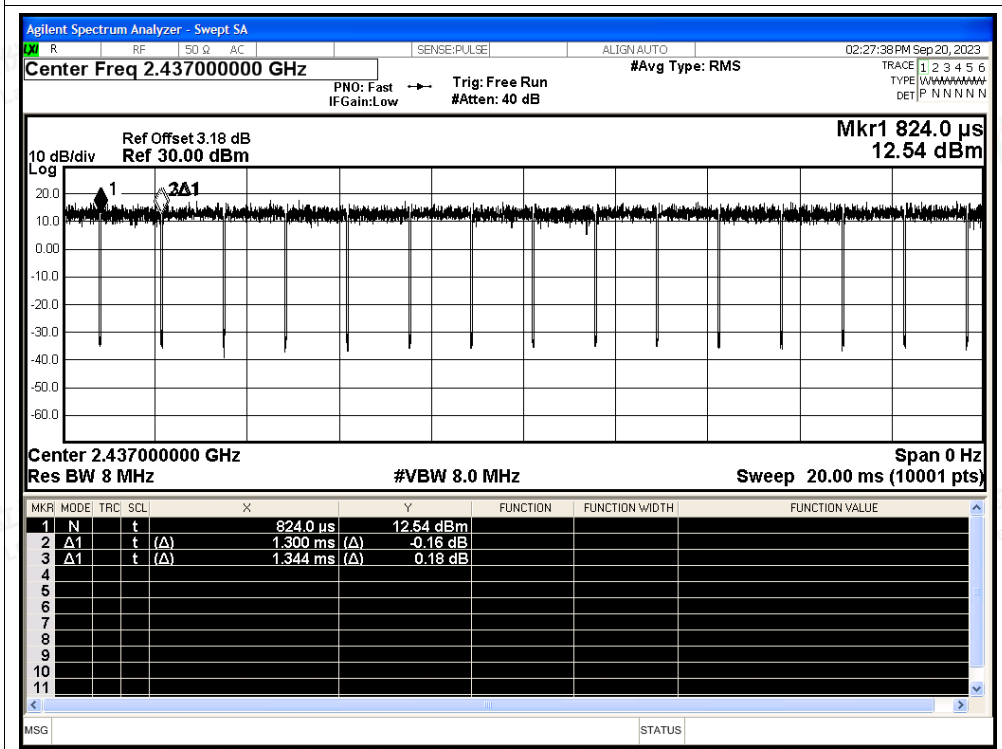 Agilent Spectrum Analyzer - Swept SA
LXI R RF 50 Ω AC SENSE:PULSE ALIGN AUTO 02:27:38 PM Sep 20, 2023
Center Freq 2.437000000 GHz #Avg Type: RMS TRACE 1 2 3 4 5 6
PNO: Fast Trig: Free Run TYPE WWWWWW
IFGain:Low #Atten: 40 dB DET P N N N N N
Mkr1 824.0 µs
Ref Offset 3.18 dB
10 dB/div Ref 30.00 dBm 12.54 dBm
Log
1 3Δ1
20.0
10.0
0.00
-10.0
-20.0
-30.0
-40.0
-50.0
-60.0
Center 2.437000000 GHz Span 0 Hz
Res BW 8 MHz #VBW 8.0 MHz Sweep 20.00 ms (10001 pts)
MKR MODE TRC SCL X Y FUNCTION FUNCTION WIDTH FUNCTION VALUE
1 N t 824.0 µs 12.54 dBm
2 Δ1 t (Δ) 1.300 ms (Δ) -0.16 dB
3 Δ1 t (Δ) 1.344 ms (Δ) 0.18 dB
4
5
6
7
8
9
10
11
MSG STATUS